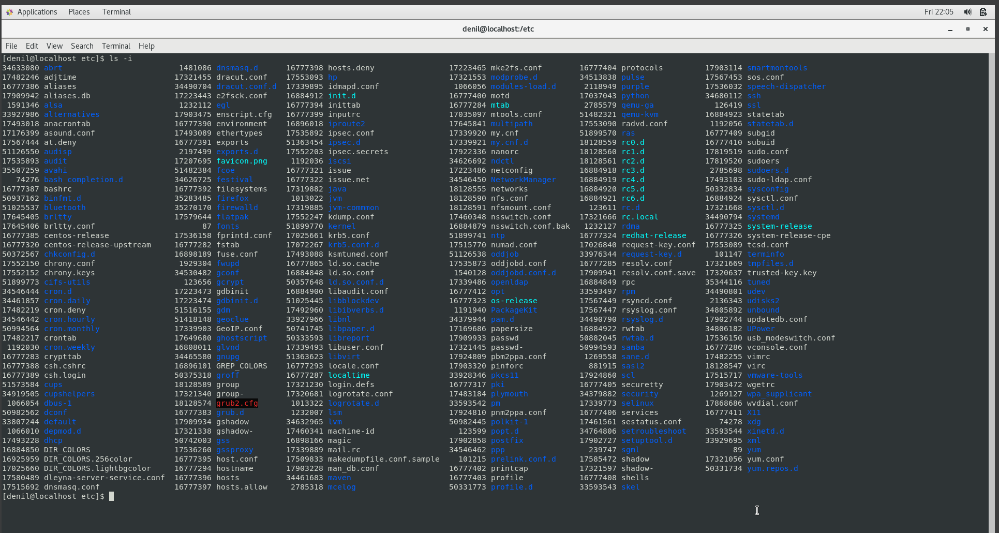 Applications Places Terminal Fri 22:05
denil@localhost:/etc
File Edit View Search Terminal Help
[denil@localhost etc]$ ls -i
34633080 abrt 1481086 dnsmasq.d 16777398 hosts.deny 17223465 mke2fs.conf 16777404 protocols 17903114 smartmontools
17482246 adjtime 17321455 dracut.conf 17553093 hp 17321553 modprobe.d 34513838 pulse 17567453 sos.conf
16777386 aliases 34490704 dracut.conf.d 17339895 idmapd.conf 1066056 modules-load.d 2118949 purple 17536032 speech-dispatcher
17909942 aliases.db 17223443 e2fsck.conf 16884912 init.d 16777400 motd 17037043 python 34680112 ssh
1591346 alsa 1232112 egl 16777394 inittab 16777284 mtab 2785579 qemu-ga 126419 ssl
33927986 alternatives 17903475 enscript.cfg 16777399 inputrc 17035097 mtools.conf 51482321 qemu-kvm 16884923 statetab
17493018 anacrontab 16777390 environment 16896018 iproute2 17645841 multipath 17553090 radvd.conf 1192056 statetab.d
17176399 asound.conf 17493089 ethertypes 17535892 ipsec.conf 17339920 my.cnf 51899570 ras 16777409 subgid
17567444 at.deny 16777391 exports 51363454 ipsec.d 17339921 my.cnf.d 18128559 rc0.d 16777410 subuid
51126550 audisp 2197499 exports.d 17552203 ipsec.secrets 17922336 nanorc 18128560 rc1.d 17819519 sudo.conf
17535893 audit 17207695 favicon.png 1192036 iscsi 34626692 ndctl 18128561 rc2.d 17819520 sudoers
35507259 avahi 51482384 fcoe 16777321 issue 17223486 netconfig 16884918 rc3.d 2785698 sudoers.d
74276 bash_completion.d 34626725 festival 16777322 issue.net 34546450 NetworkManager 16884919 rc4.d 17493103 sudo-ldap.conf
16777387 bashrc 16777392 filesystems 17319882 java 18128555 networks 16884920 rc5.d 50332834 sysconfig
50937162 binfmt.d 35283485 firefox 1013022 jvm 18128590 nfs.conf 16884921 rc6.d 16884924 sysctl.conf
51025537 bluetooth 35270170 firewalld 17319885 jvm-commmon 18128591 nfsmount.conf 123611 rc.d 17321668 sysctl.d
17645405 brltty 17579644 flatpak 17552247 kdump.conf 17460348 nsswitch.conf 17321666 rc.local 34490794 systemd
17645406 brltty.conf 87 fonts 51899770 kernel 16884879 nsswitch.conf.bak 1232127 rdma 16777325 system-release
16777385 centos-release 17536158 fprintd.conf 17025661 krb5.conf 51899741 ntp 16777324 redhat-release 16777326 system-release-cpe
16777320 centos-release-upstream 16777282 fstab 17072267 krb5.conf.d 17515770 numad.conf 17026840 request-key.conf 17553089 tcsd.conf
50372567 chkconfig.d 16898189 fuse.conf 17493088 ksmtuned.conf 51126538 oddjob 33976344 request-key.d 101147 terminfo
17552150 chrony.conf 1929304 fwupd 16777865 ld.so.cache 17535873 oddjobd.conf 16777285 resolv.conf 17321669 tmpfiles.d
17552152 chrony.keys 34530482 gconf 16884848 ld.so.conf 1540128 oddjobd.conf.d 17909941 resolv.conf.save 17320637 trusted-key.key
51899773 cifs-utils 123656 gcrypt 50357648 ld.so.conf.d 17339486 openldap 16884849 rpc 35344116 tuned
34546444 cron.d 17223473 gdbinit 16884900 libaudit.conf 16777412 opt 33593497 rpm 34490801 udev
34461857 cron.daily 17223474 gdbinit.d 51025445 libblockdev 16777323 os-release 17567449 rsyncd.conf 2136343 udisks2
17482219 cron.deny 51516155 gdm 17492960 libibverbs.d 1191940 PackageKit 17567447 rsyslog.conf 34805892 unbound
34546442 cron.hourly 51418148 geoclue 33927966 libnl 34379944 pam.d 34490790 rsyslog.d 17902744 updatedb.conf
50994564 cron.monthly 17339903 GeoIP.conf 50741745 libpaper.d 17169686 papersize 16884922 rwtab 34806182 UPower
17482217 crontab 17649680 ghostscript 50333593 libreport 17909933 passwd 50882045 rwtab.d 17536150 usb_modeswitch.conf
1192030 cron.weekly 16808011 glvnd 17339493 libuser.conf 17321445 passwd- 50994593 samba 16777286 vconsole.conf
16777283 crypttab 34465580 gnupg 51363623 libvirt 17924809 pbm2ppa.conf 1269558 sane.d 17482255 vimrc
16777388 csh.cshrc 16896101 GREP_COLORS 16777293 locale.conf 17903320 pinforc 881915 sasl2 18128547 virc
16777389 csh.login 50375318 groff 16777287 localtime 33928346 pkcs11 17924860 scl 17515717 vmware-tools
51573584 cups 18128589 group 17321230 login.defs 16777317 pki 16777405 securetty 17903472 wgetrc
34919505 cupshelpers 17321340 group- 17320681 logrotate.conf 17483184 plymouth 34379882 security 1269127 wpa_supplicant
1066054 dbus-1 18128574 grub2.cfg 1013322 logrotate.d 33593542 pm 17339773 selinux 17868686 wvdial.conf
50982562 dconf 16777383 grub.d 1232007 lsm 17924810 pnm2ppa.conf 16777406 services 16777411 X11
33807244 default 17909934 gshadow 34632965 lvm 50982445 polkit-1 17461561 sestatus.conf 74278 xdg
1066010 depmod.d 17321338 gshadow- 17460341 machine-id 123599 popt.d 34764806 setroubleshoot 33593544 xinetd.d
17493228 dhcp 50742003 gss 16898166 magic 17902858 postfix 17902727 setuptool.d 33929695 xml
16884850 DIR_COLORS 17536260 gssproxy 17339889 mail.rc 34546462 ppp 239747 sgml 89 yum
16925959 DIR_COLORS.256color 16777395 host.conf 17509833 makedumpfile.conf.sample 101215 prelink.conf.d 17585472 shadow 17321056 yum.conf
17025660 DIR_COLORS.lightbgcolor 16777294 hostname 17903228 man_db.conf 16777402 printcap 17321597 shadow- 50331734 yum.repos.d
17580489 dleyna-server-service.conf 16777396 hosts 34461683 maven 16777403 profile 16777408 shells
17515692 dnsmasq.conf 16777397 hosts.allow 2785318 mcelog 50331773 profile.d 33593543 skel
[denil@localhost etc]$